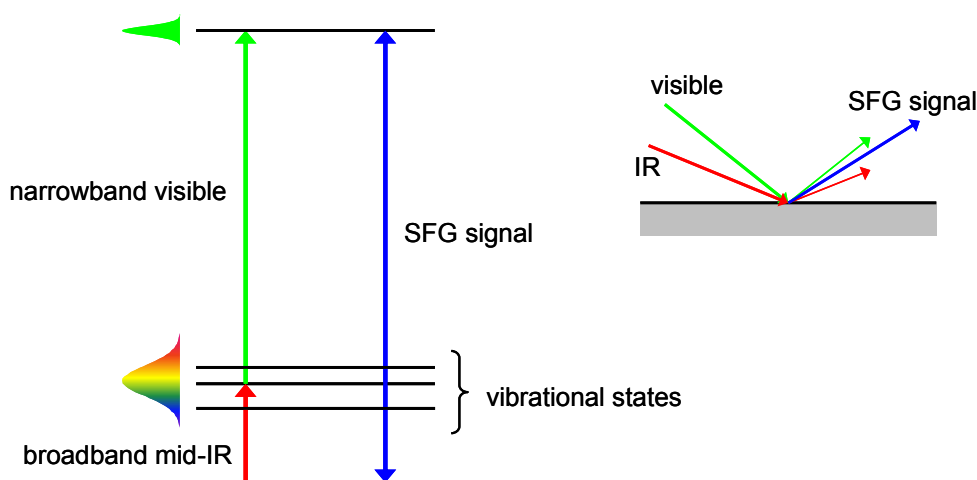 visible
SFG signal
IR
narrowband visible
SFG signal
vibrational states
broadband mid-IR